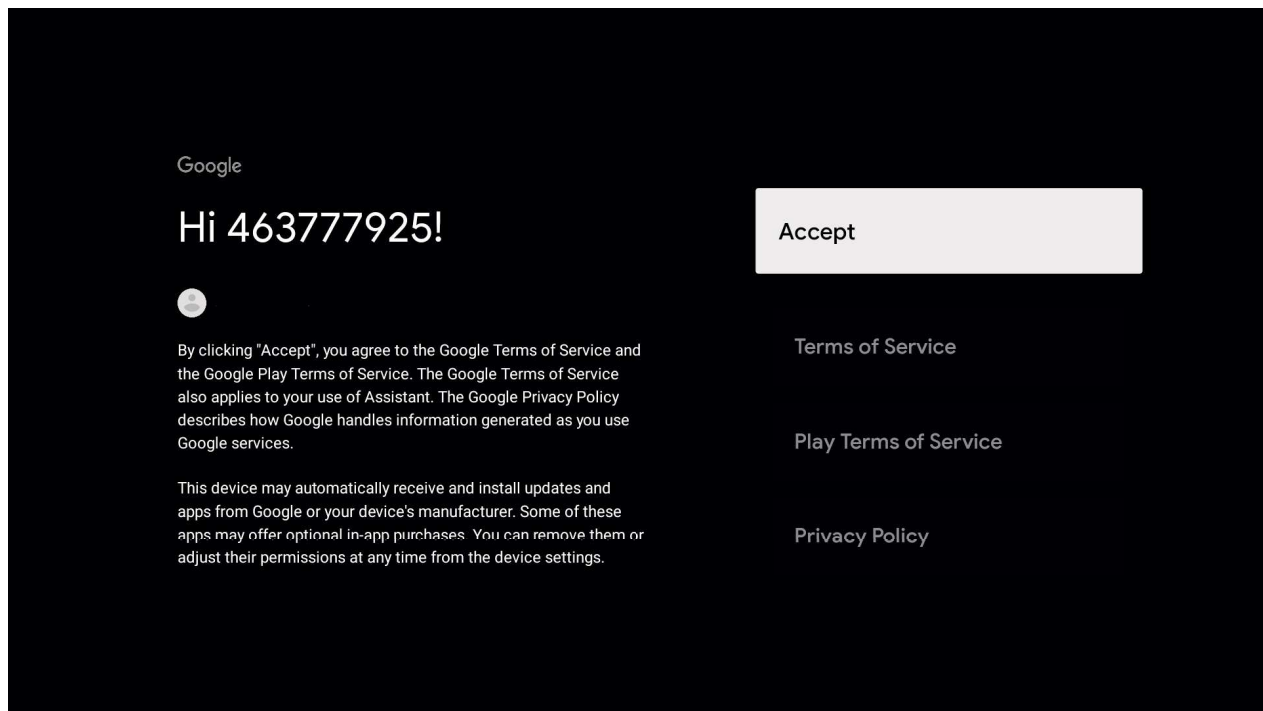 Google
Hi 463777925!
By clicking "Accept", you agree to the Google Terms of Service and
the Google Play Terms of Service. The Google Terms of Service
also applies to your use of Assistant. The Google Privacy Policy
describes how Google handles information generated as you use
Google services.
This device may automatically receive and install updates and
apps from Google or your device's manufacturer. Some of these
apps may offer optional in-app purchases. You can remove them or
adjust their permissions at any time from the device settings.
Accept
Terms of Service
Play Terms of Service
Privacy Policy